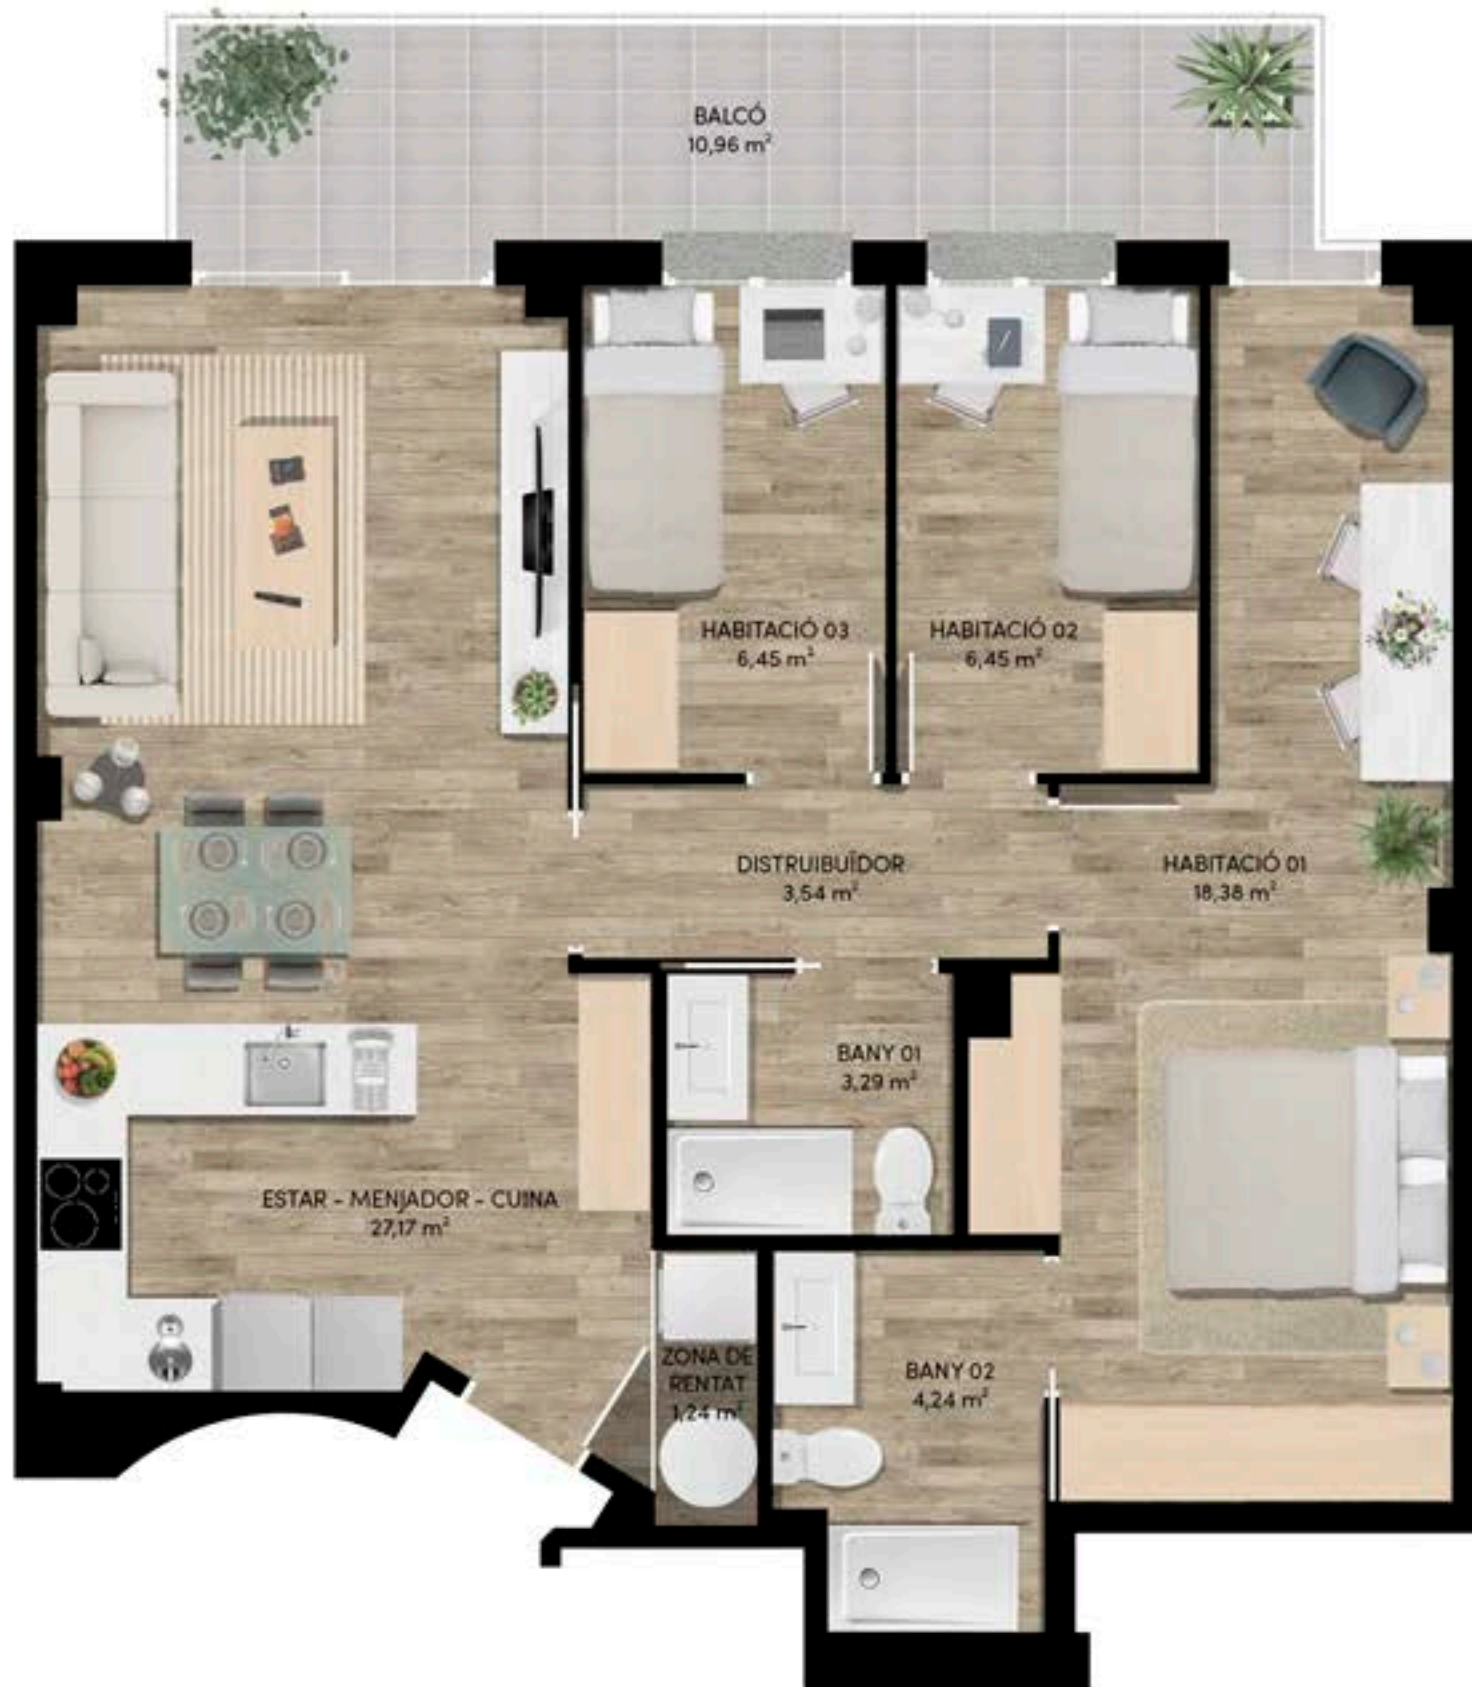 BALCÓ
10,96 m²
HABITACIÓ 03
6,45 m²
HABITACIÓ 02
6,45 m²
DISTRUIBUÏDOR
3,54 m²
HABITACIÓ 01
18,38 m²
BANY 01
3,29 m²
ESTAR - MENJADOR - CUINA
27,17 m²
ZONA DE
RENTAT
1,24 m²
BANY 02
4,24 m²